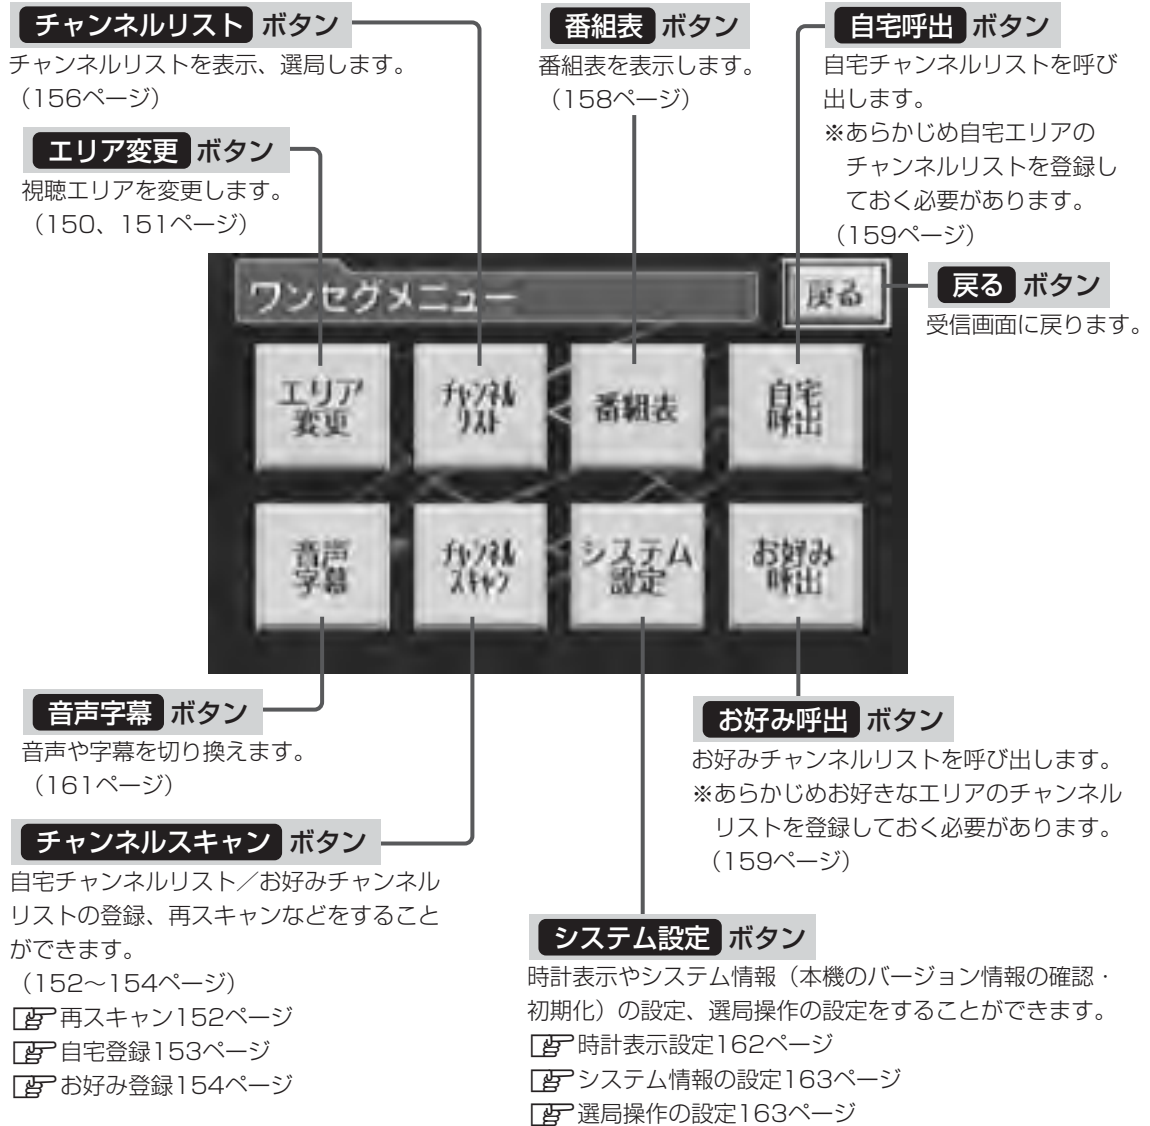 チャンネルリスト ボタン
チャンネルリストを表示、選局します。
（156ページ）
番組表 ボタン
番組表を表示します。
（158ページ）
自宅呼出 ボタン
自宅チャンネルリストを呼び
出します。
※あらかじめ自宅エリアの
チャンネルリストを登録し
ておく必要があります。
（159ページ）
エリア変更 ボタン
視聴エリアを変更します。
（150、151ページ）
戻る ボタン
受信画面に戻ります。
ワンセグメニュー
戻る
エリア
変更
チャンネル
リスト
番組表
自宅
呼出
音声
字幕
チャンネル
スキャン
システム
設定
お好み
呼出
音声字幕 ボタン
音声や字幕を切り換えます。
（161ページ）
お好み呼出 ボタン
お好みチャンネルリストを呼び出します。
※あらかじめお好きなエリアのチャンネル
リストを登録しておく必要があります。
（159ページ）
チャンネルスキャン ボタン
自宅チャンネルリスト／お好みチャンネル
リストの登録、再スキャンなどをすること
ができます。
（152〜154ページ）
再スキャン152ページ
自宅登録153ページ
お好み登録154ページ
システム設定 ボタン
時計表示やシステム情報（本機のバージョン情報の確認・
初期化）の設定、選局操作の設定をすることができます。
時計表示設定162ページ
システム情報の設定163ページ
選局操作の設定163ページ